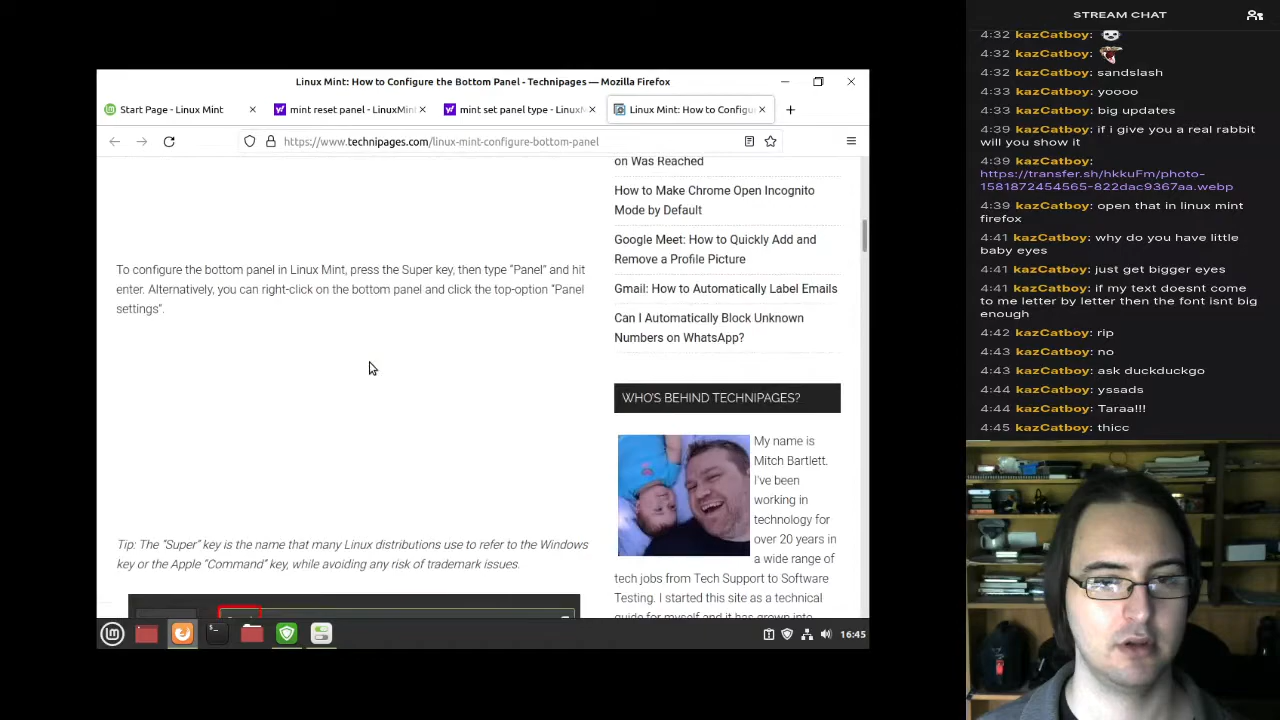 Linux Mint: How to Configure the Bottom Panel - Technipages — Mozilla Firefox
Start Page - Linux Mint
mint reset panel - LinuxMin
mint set panel type - LinuxM
Linux Mint: How to Configu
https://www.technipages.com/linux-mint-configure-bottom-panel
To configure the bottom panel in Linux Mint, press the Super key, then type “Panel” and hit
enter. Alternatively, you can right-click on the bottom panel and click the top-option “Panel
settings”.
Tip: The “Super” key is the name that many Linux distributions use to refer to the Windows
key or the Apple “Command” key, while avoiding any risk of trademark issues.
on Was Reached
How to Make Chrome Open Incognito
Mode by Default
Google Meet: How to Quickly Add and
Remove a Profile Picture
Gmail: How to Automatically Label Emails
Can I Automatically Block Unknown
Numbers on WhatsApp?
WHO'S BEHIND TECHNIPAGES?
My name is
Mitch Bartlett.
I've been
working in
technology for
over 20 years in
a wide range of
tech jobs from Tech Support to Software
Testing. I started this site as a technical
guide for myself and it has grown into
16:45
STREAM CHAT
4:32 kazCatboy:
4:32 kazCatboy:
4:32 kazCatboy: sandslash
4:33 kazCatboy: yoooo
4:33 kazCatboy: big updates
4:39 kazCatboy: if i give you a real rabbit
will you show it
4:39 kazCatboy:
https://transfer.sh/hkkuFm/photo-
1581872454565-822dac9367aa.webp
4:39 kazCatboy: open that in linux mint
firefox
4:41 kazCatboy: why do you have little
baby eyes
4:41 kazCatboy: just get bigger eyes
4:41 kazCatboy: if my text doesnt come
to me letter by letter then the font isnt big
enough
4:42 kazCatboy: rip
4:43 kazCatboy: no
4:43 kazCatboy: ask duckduckgo
4:44 kazCatboy: yssads
4:44 kazCatboy: Taraa!!!
4:45 kazCatboy: thicc